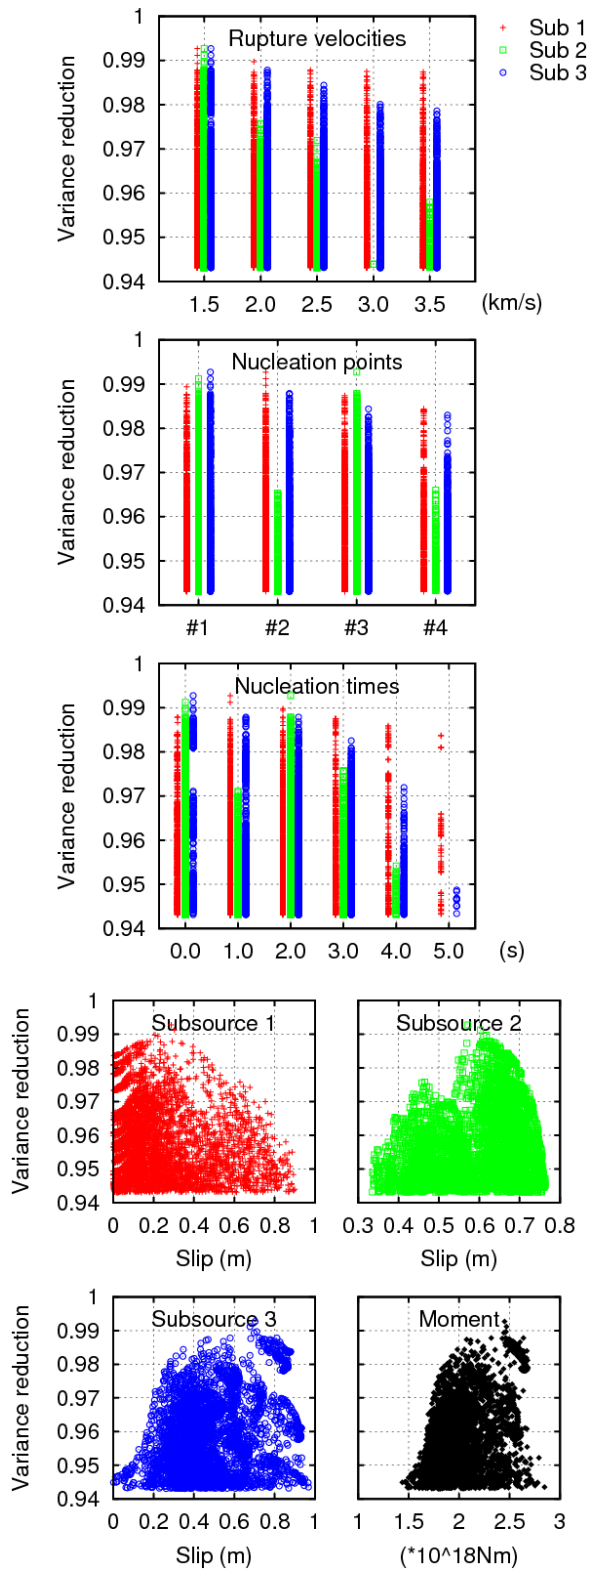 Rupture velocities
Sub 1
Sub 2
Sub 3
Variance reduction
1
0.99
0.98
0.97
0.96
0.95
0.94
1.5 2.0 2.5 3.0 3.5 (km/s)
Nucleation points
Variance reduction
1
0.99
0.98
0.97
0.96
0.95
0.94
#1 #2 #3 #4
Nucleation times
Variance reduction
1
0.99
0.98
0.97
0.96
0.95
0.94
0.0 1.0 2.0 3.0 4.0 5.0 (s)
Subsource 1
Variance reduction
1
0.99
0.98
0.97
0.96
0.95
0.94
0 0.2 0.4 0.6 0.8 1
Slip (m)
Subsource 2
0.3 0.4 0.5 0.6 0.7 0.8
Slip (m)
Subsource 3
Variance reduction
1
0.99
0.98
0.97
0.96
0.95
0.94
0 0.2 0.4 0.6 0.8 1
Slip (m)
Moment
1 1.5 2 2.5 3
(*10^18Nm)